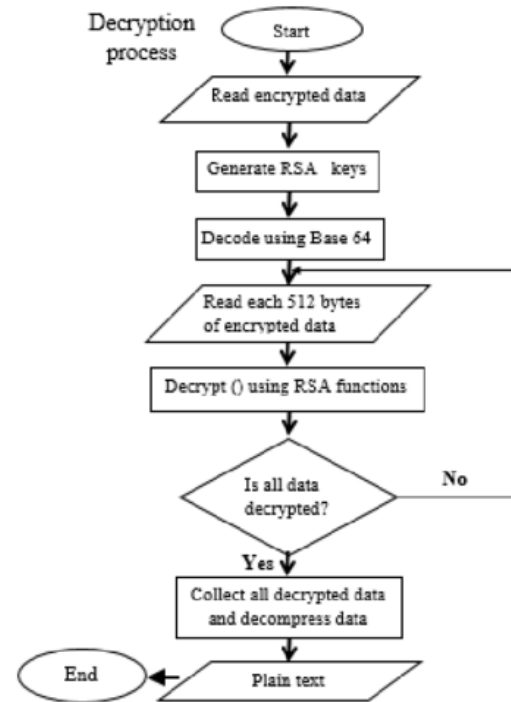 Decryption
process
Start
Read encrypted data
Generate RSA keys
Decode using Base 64
Read each 512 bytes
of encrypted data
Decrypt () using RSA functions
Is all data
decrypted?
No
Yes
Collect all decrypted data
and decompress data
End
Plain text